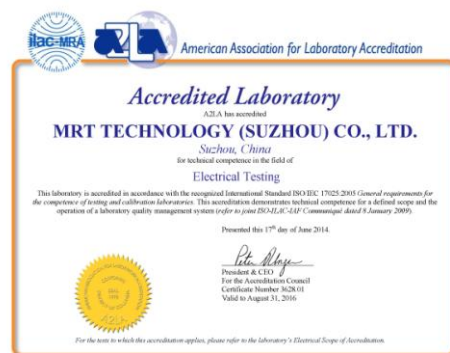 ilac-MRA
A2LA
American Association for Laboratory Accreditation
Accredited Laboratory
A2LA has accredited
MRT TECHNOLOGY (SUZHOU) CO., LTD.
Suzhou, China
for technical competence in the field of
Electrical Testing
This laboratory is accredited in accordance with the recognized International Standard ISO/IEC 17025:2005 General requirements for
the competence of testing and calibration laboratories. This accreditation demonstrates technical competence for a defined scope and the
operation of a laboratory quality management system (refer to joint ISO-ILAC-IAF Communiqué dated 8 January 2009).
Presented this 17th day of June 2014.
President & CEO
For the Accreditation Council
Certificate Number 3628.01
Valid to August 31, 2016
A2LA
For the tests to which this accreditation applies, please refer to the laboratory's Electrical Scope of Accreditation.